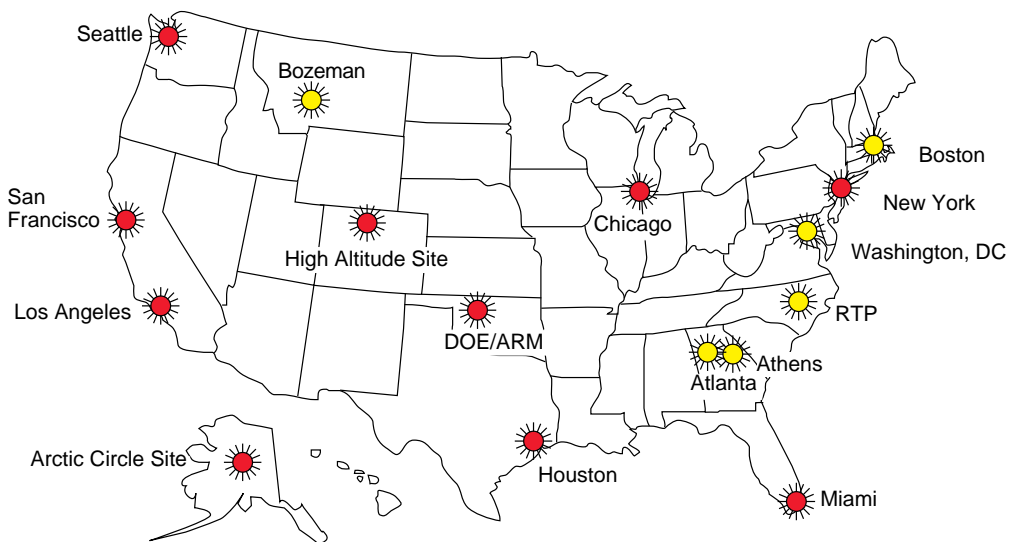 Seattle
Bozeman
Boston
San
Francisco
New York
Chicago
Washington, DC
High Altitude Site
Los Angeles
RTP
DOE/ARM
Athens
Atlanta
Arctic Circle Site
Houston
Miami